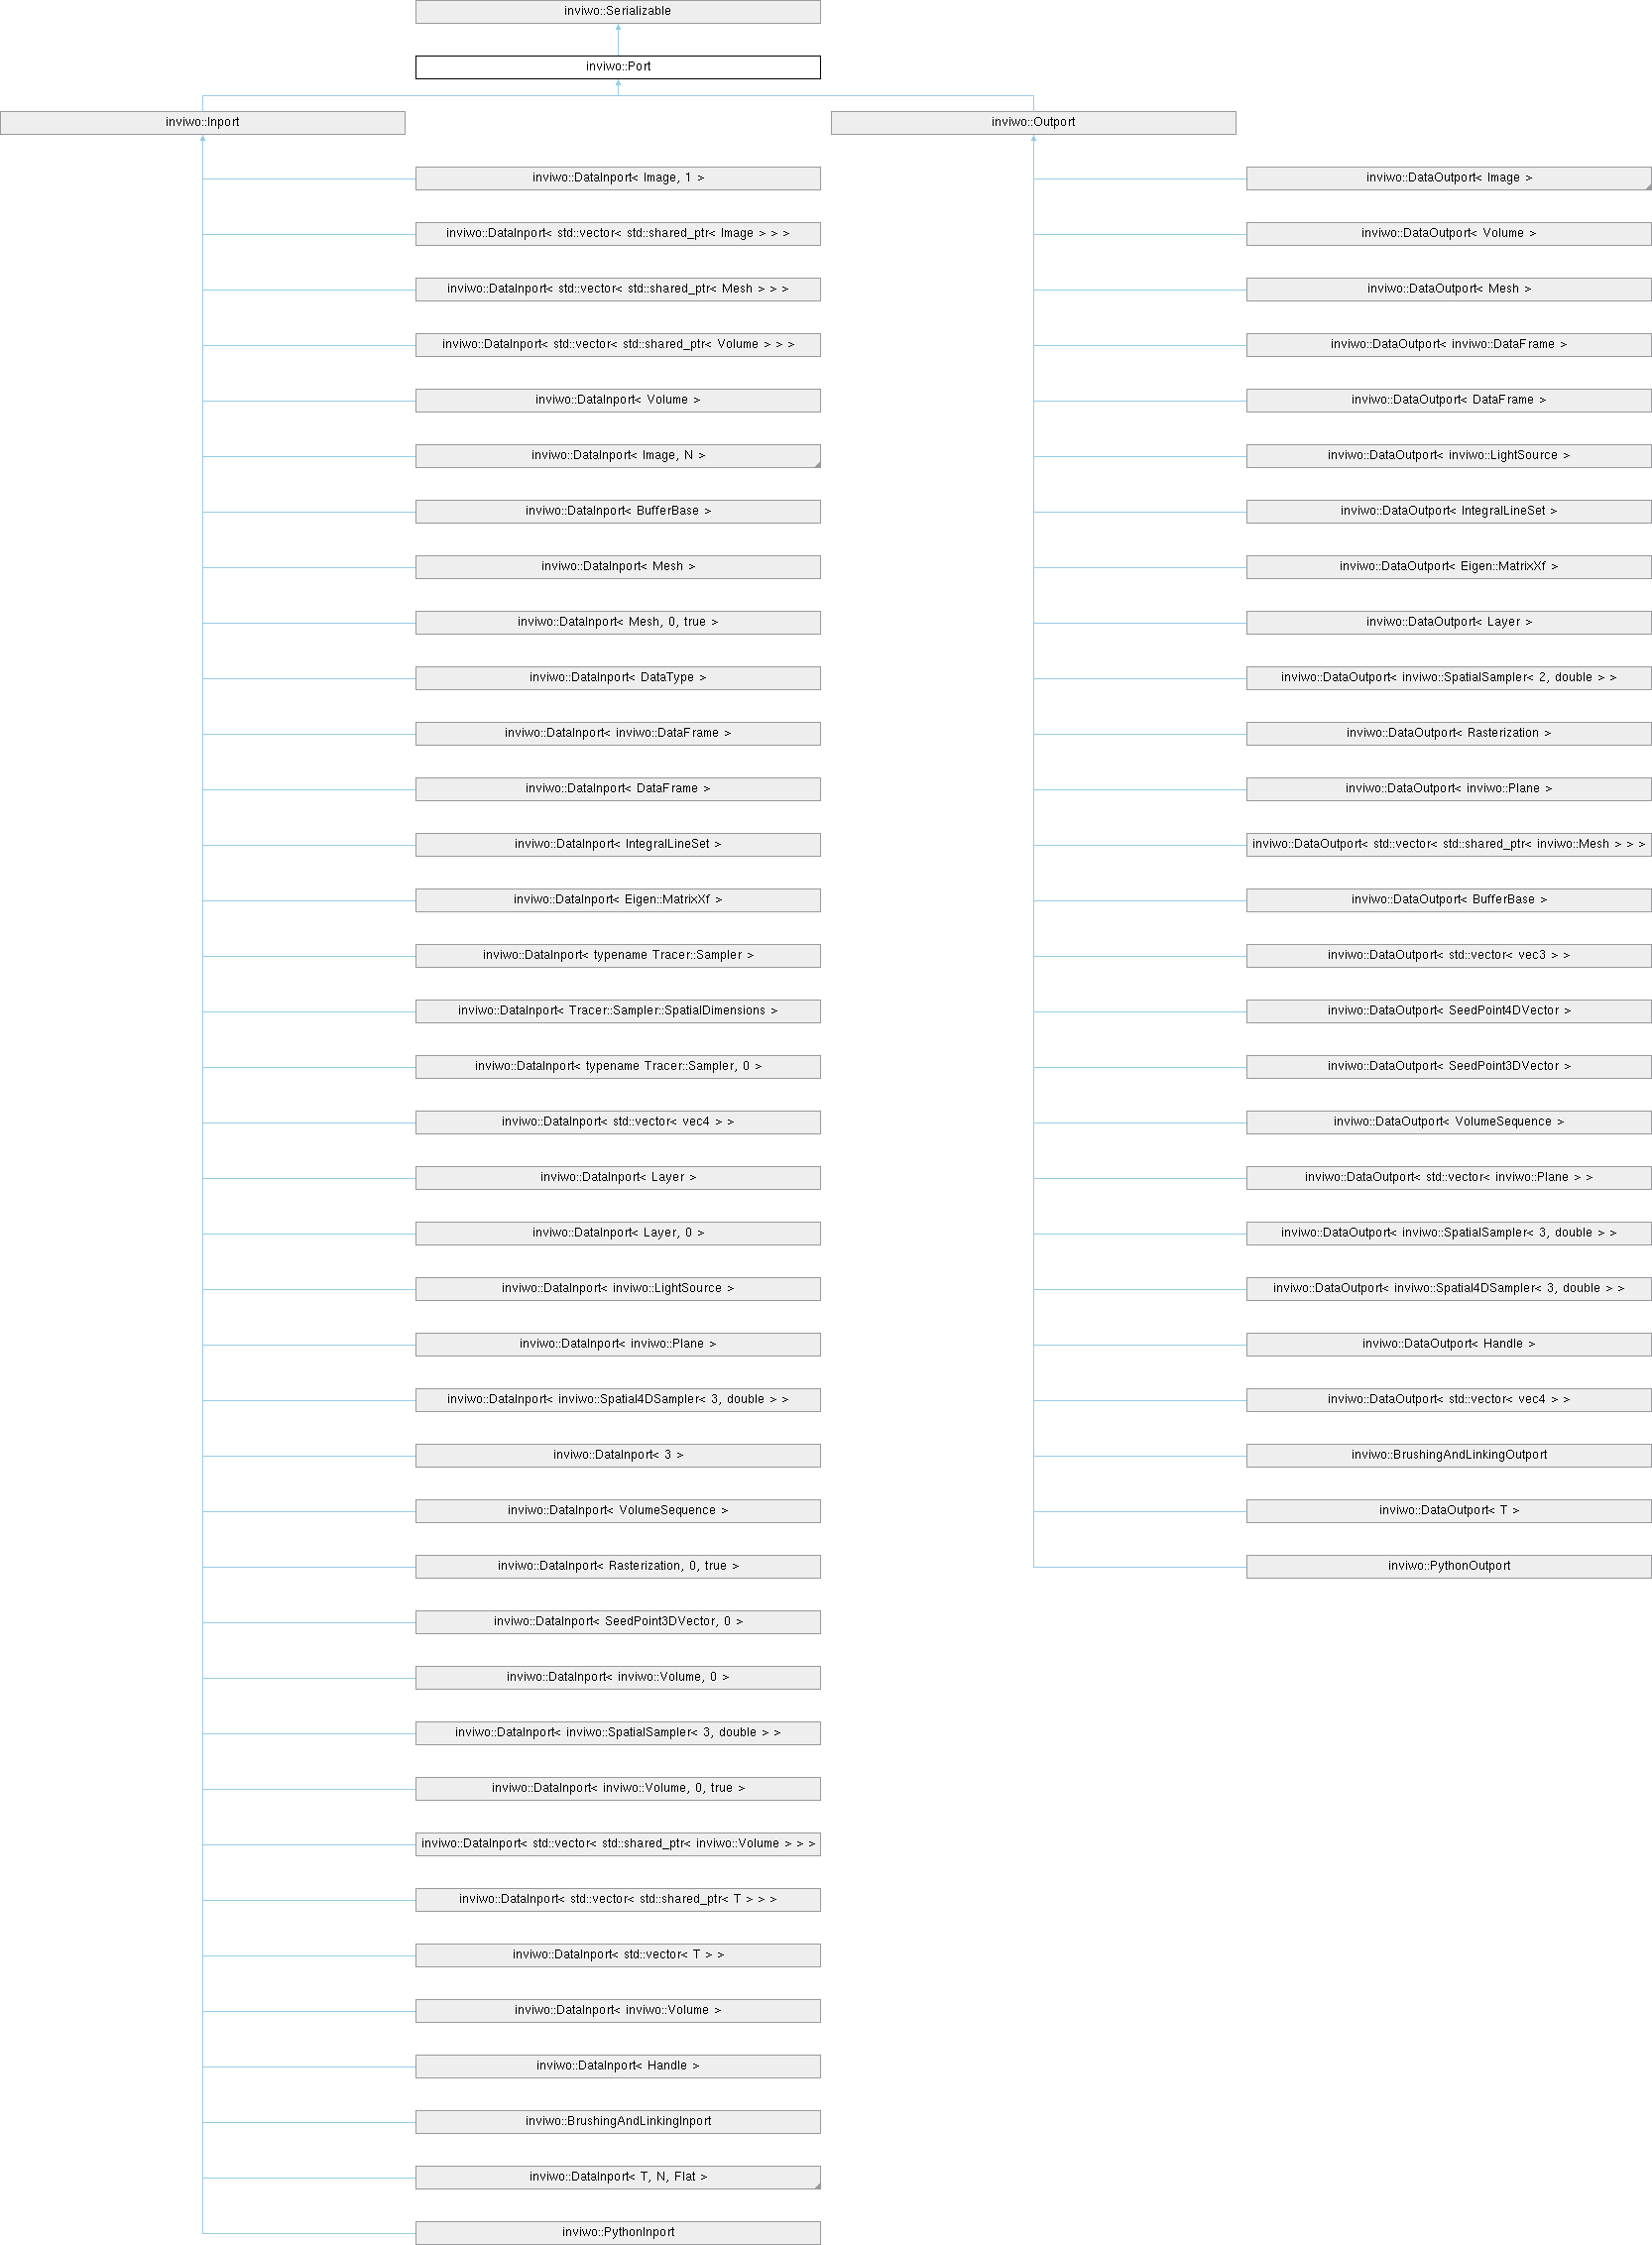 inviwo::Serializable
inviwo::Port
inviwo::Inport
inviwo::Outport
inviwo::DataInport< Image, 1 >
inviwo::DataInport< std::vector< std::shared_ptr< Image > > >
inviwo::DataInport< std::vector< std::shared_ptr< Mesh > > >
inviwo::DataInport< std::vector< std::shared_ptr< Volume > > >
inviwo::DataInport< Volume >
inviwo::DataInport< Image, N >
inviwo::DataInport< BufferBase >
inviwo::DataInport< Mesh >
inviwo::DataInport< Mesh, 0, true >
inviwo::DataInport< DataType >
inviwo::DataInport< inviwo::DataFrame >
inviwo::DataInport< DataFrame >
inviwo::DataInport< IntegralLineSet >
inviwo::DataInport< Eigen::MatrixXf >
inviwo::DataInport< typename Tracer::Sampler >
inviwo::DataInport< Tracer::Sampler::SpatialDimensions >
inviwo::DataInport< typename Tracer::Sampler, 0 >
inviwo::DataInport< std::vector< vec4 > >
inviwo::DataInport< Layer >
inviwo::DataInport< Layer, 0 >
inviwo::DataInport< inviwo::LightSource >
inviwo::DataInport< inviwo::Plane >
inviwo::DataInport< inviwo::Spatial4DSampler< 3, double > >
inviwo::DataInport< 3 >
inviwo::DataInport< VolumeSequence >
inviwo::DataInport< Rasterization, 0, true >
inviwo::DataInport< SeedPoint3DVector, 0 >
inviwo::DataInport< inviwo::Volume, 0 >
inviwo::DataInport< inviwo::SpatialSampler< 3, double > >
inviwo::DataInport< inviwo::Volume, 0, true >
inviwo::DataInport< std::vector< std::shared_ptr< inviwo::Volume > > >
inviwo::DataInport< std::vector< std::shared_ptr< T > > >
inviwo::DataInport< std::vector< T > >
inviwo::DataInport< inviwo::Volume >
inviwo::DataInport< Handle >
inviwo::BrushingAndLinkingInport
inviwo::DataInport< T, N, Flat >
inviwo::PythonInport
inviwo::DataOutport< Image >
inviwo::DataOutport< Volume >
inviwo::DataOutport< Mesh >
inviwo::DataOutport< inviwo::DataFrame >
inviwo::DataOutport< DataFrame >
inviwo::DataOutport< inviwo::LightSource >
inviwo::DataOutport< IntegralLineSet >
inviwo::DataOutport< Eigen::MatrixXf >
inviwo::DataOutport< Layer >
inviwo::DataOutport< inviwo::SpatialSampler< 2, double > >
inviwo::DataOutport< Rasterization >
inviwo::DataOutport< inviwo::Plane >
inviwo::DataOutport< std::vector< std::shared_ptr< inviwo::Mesh > > >
inviwo::DataOutport< BufferBase >
inviwo::DataOutport< std::vector< vec3 > >
inviwo::DataOutport< SeedPoint4DVector >
inviwo::DataOutport< SeedPoint3DVector >
inviwo::DataOutport< VolumeSequence >
inviwo::DataOutport< std::vector< inviwo::Plane > >
inviwo::DataOutport< inviwo::SpatialSampler< 3, double > >
inviwo::DataOutport< inviwo::Spatial4DSampler< 3, double > >
inviwo::DataOutport< Handle >
inviwo::DataOutport< std::vector< vec4 > >
inviwo::BrushingAndLinkingOutport
inviwo::DataOutport< T >
inviwo::PythonOutport